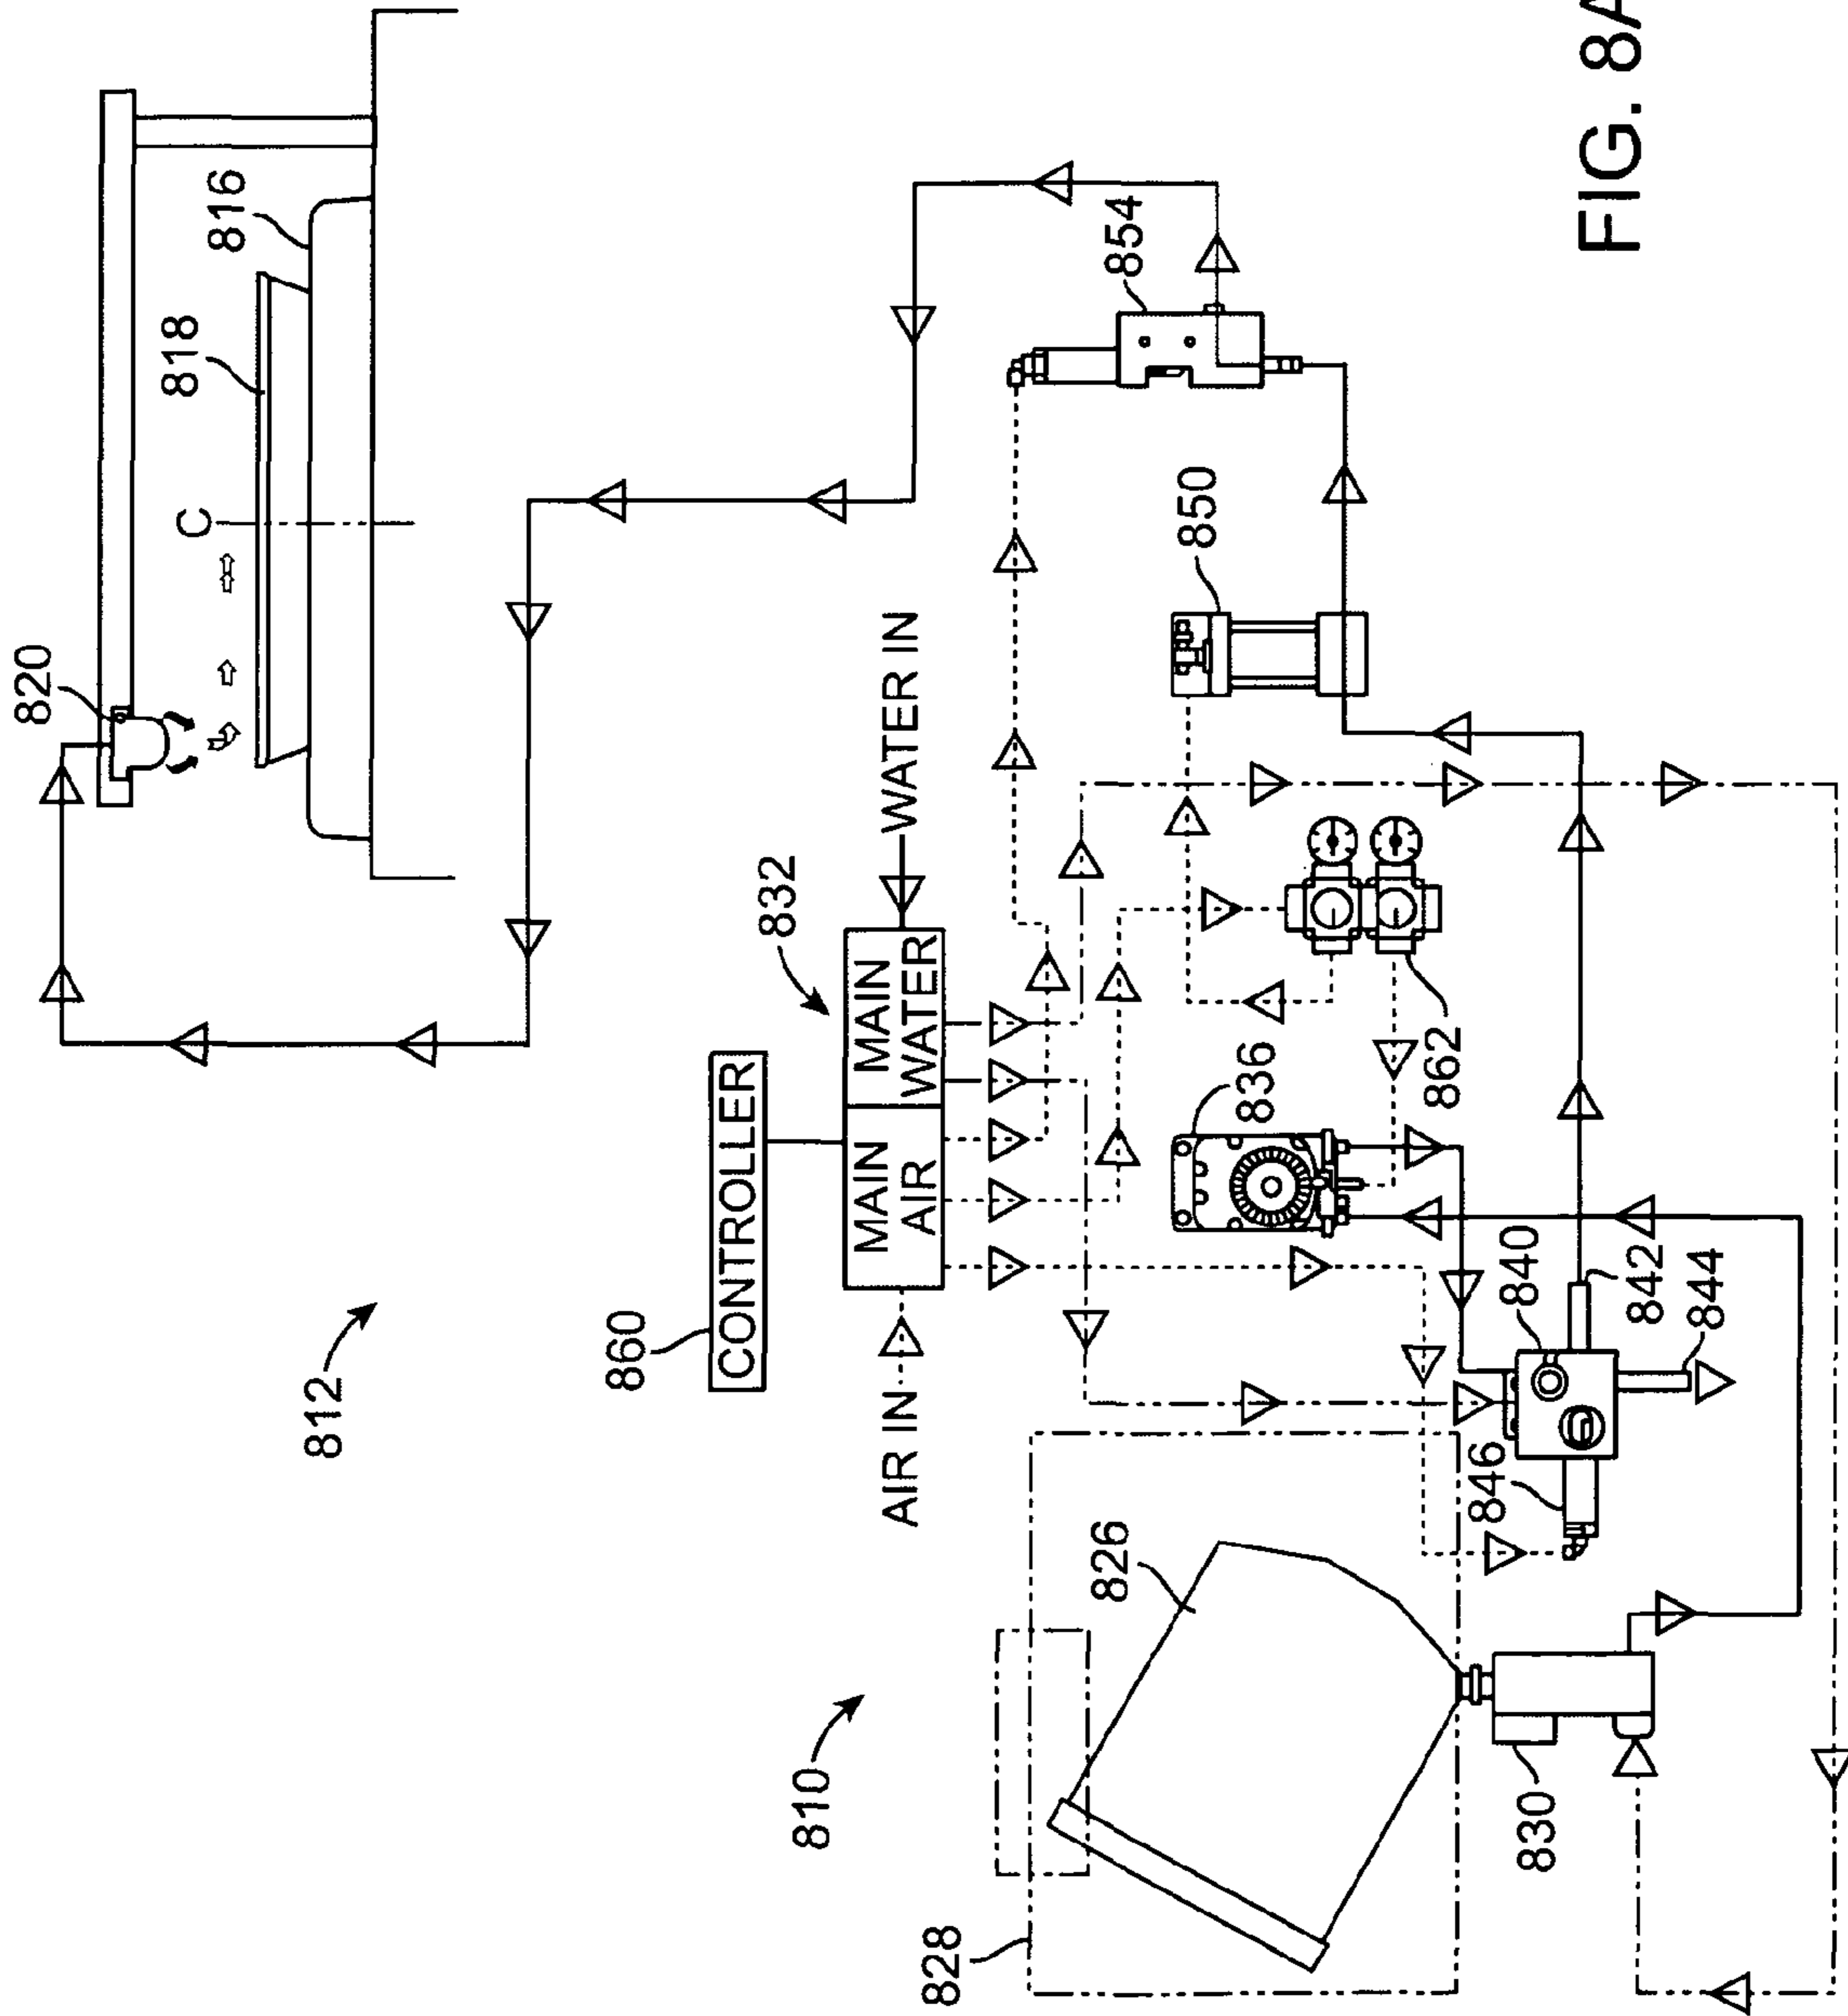 820
818
816
C
812
860
CONTROLLER
832
AIR IN
MAIN
AIR
MAIN
WATER
WATER IN
854
850
810
828
826
836
862
846
840
842
844
830
FIG. 8A